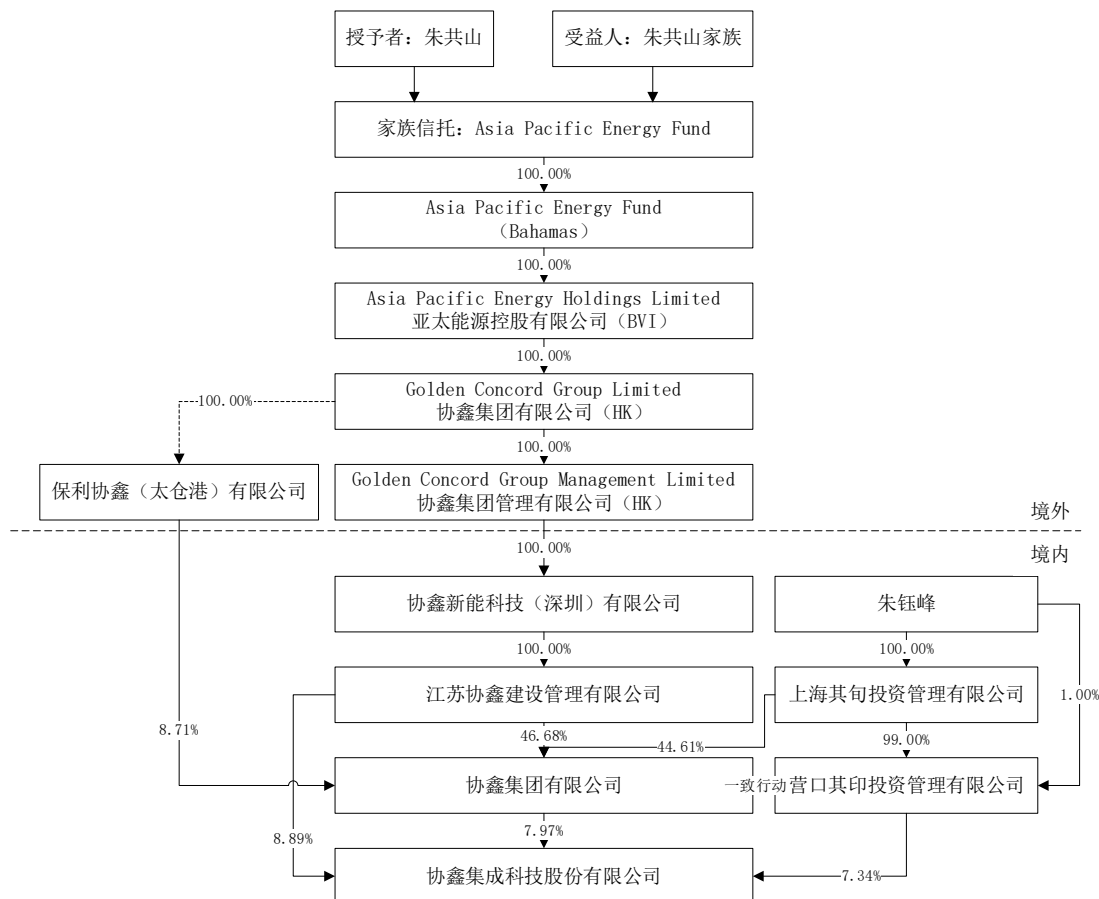 授予者：朱共山
受益人：朱共山家族
家族信托：Asia Pacific Energy Fund
100.00%
Asia Pacific Energy Fund
（Bahamas）
100.00%
Asia Pacific Energy Holdings Limited
亚太能源控股有限公司（BVI）
100.00%
Golden Concord Group Limited
协鑫集团有限公司（HK）
100.00%
100.00%
保利协鑫（太仓港）有限公司
Golden Concord Group Management Limited
协鑫集团管理有限公司（HK）
境外
境内
100.00%
协鑫新能科技（深圳）有限公司
朱钰峰
100.00%
100.00%
江苏协鑫建设管理有限公司
上海其旬投资管理有限公司
1.00%
8.71%
46.68%
44.61%
99.00%
协鑫集团有限公司
一致行动
营口其印投资管理有限公司
8.89%
7.97%
协鑫集成科技股份有限公司
7.34%